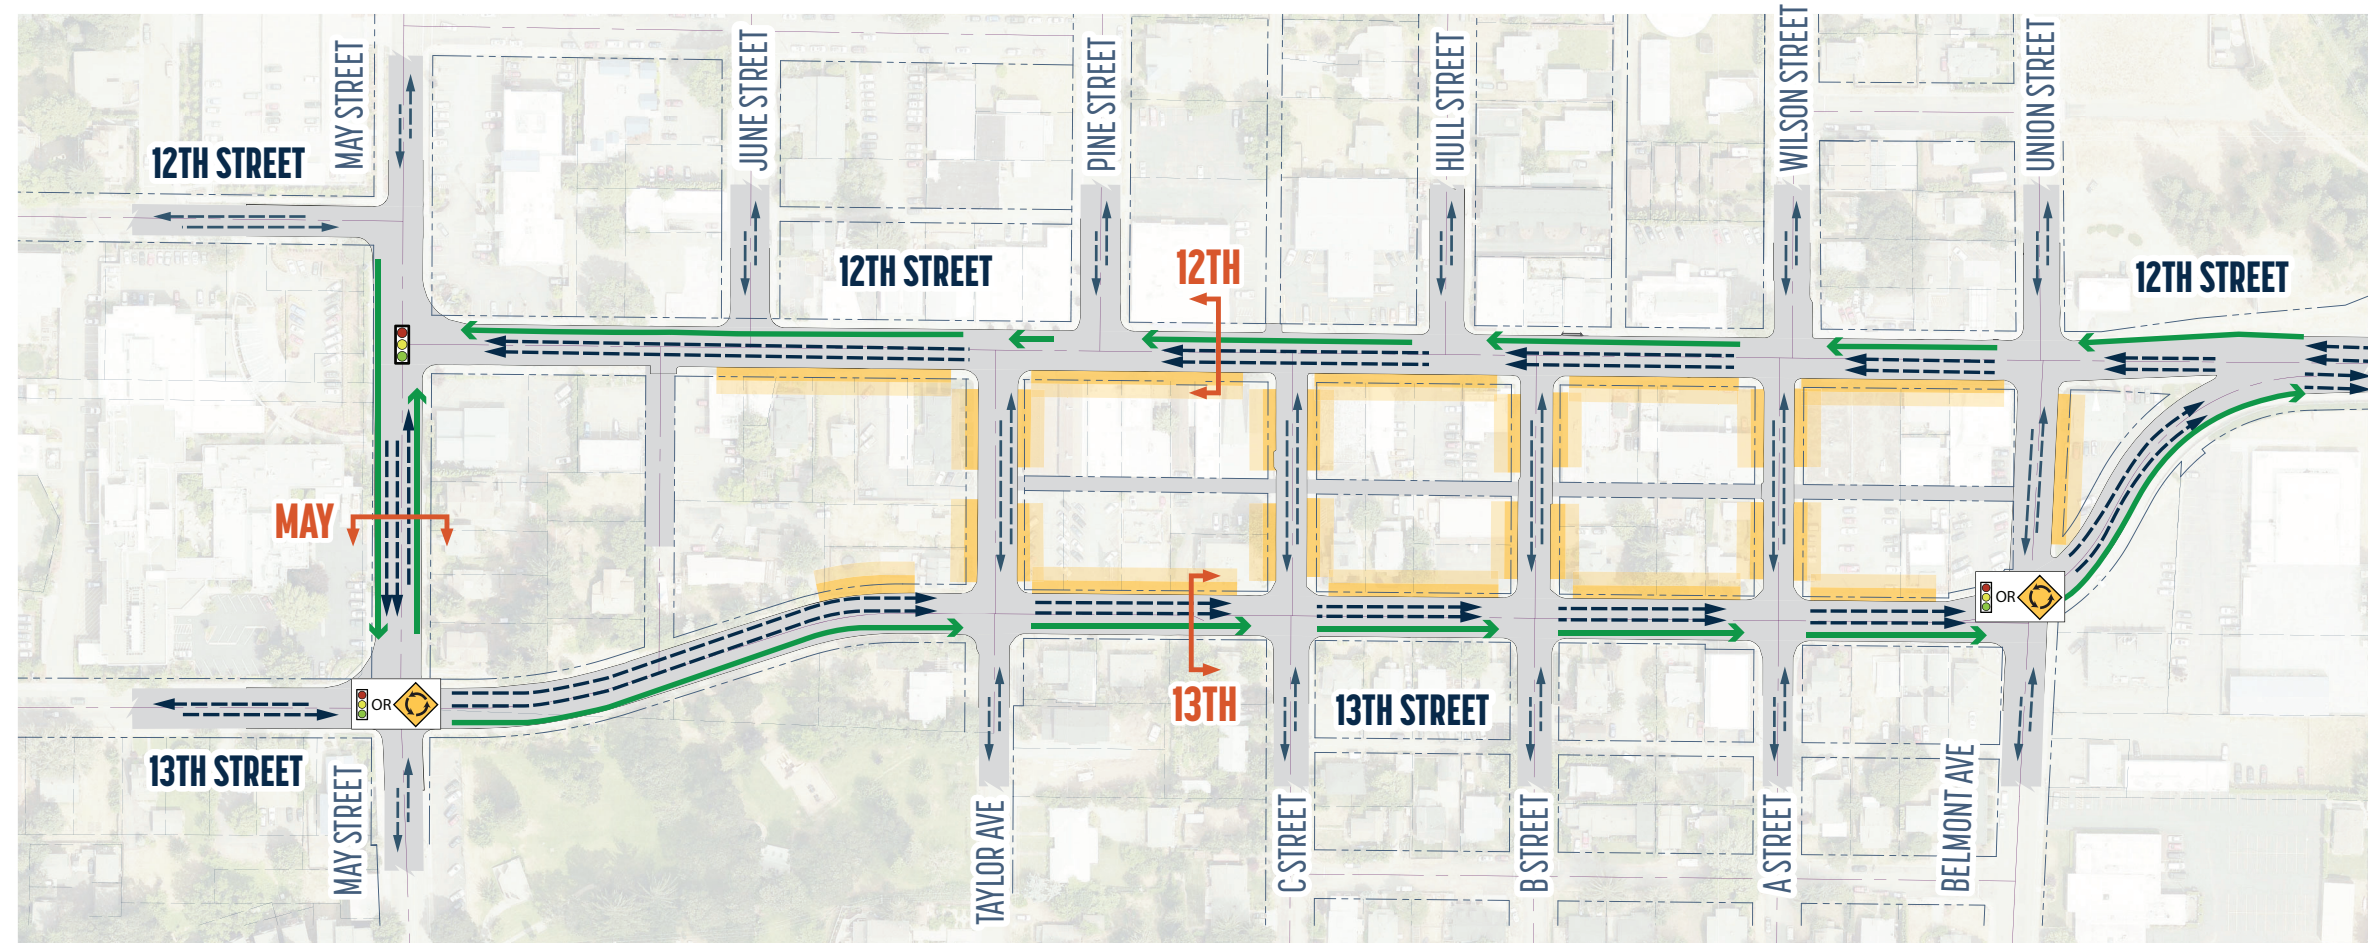 MAY STREET
JUNE STREET
PINE STREET
HULL STREET
WILSON STREET
UNION STREET
12TH STREET
12TH STREET
12TH
12TH STREET
MAY
OR
OR
13TH STREET
13TH
13TH STREET
MAY STREET
TAYLOR AVE
C STREET
B STREET
A STREET
BELMONT AVE